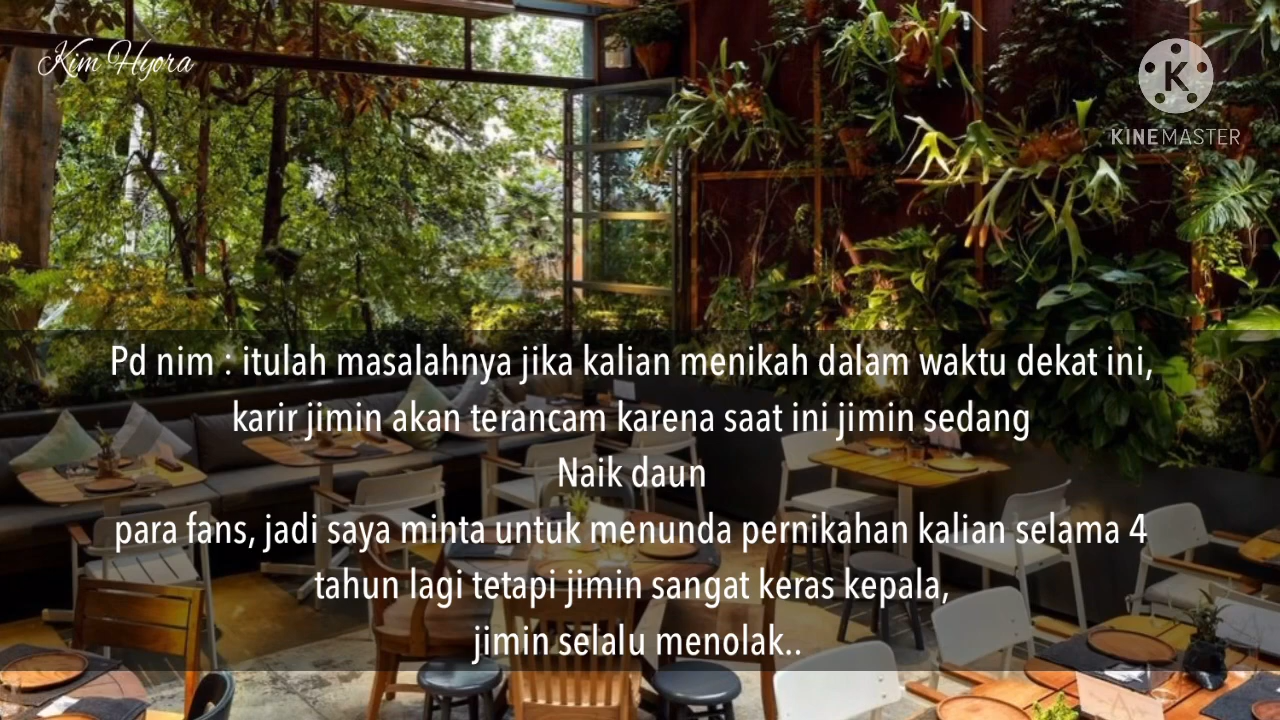 Kim Hyora
KINEMASTER
Pd nim : itulah masalahnya jika kalian menikah dalam waktu dekat ini,
karir jimin akan terancam karena saat ini jimin sedang
Naik daun
para fans, jadi saya minta untuk menunda pernikahan kalian selama 4
tahun lagi tetapi jimin sangat keras kepala,
jimin selalu menolak..